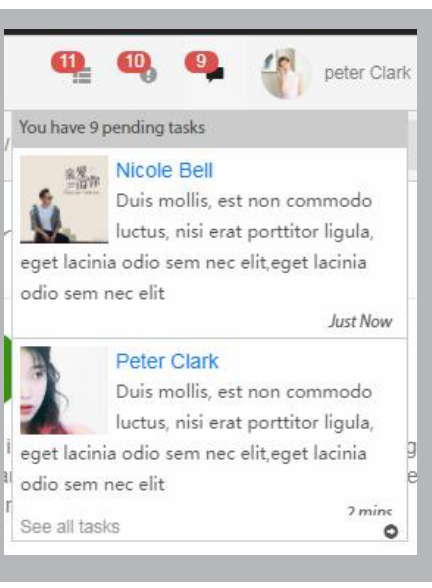 11
10
9
peter Clark
You have 9 pending tasks
Nicole Bell
Duis mollis, est non commodo
luctus, nisi erat porttitor ligula,
eget lacinia odio sem nec elit,eget lacinia
odio sem nec elit
Just Now
Peter Clark
Duis mollis, est non commodo
luctus, nisi erat porttitor ligula,
eget lacinia odio sem nec elit,eget lacinia
odio sem nec elit
2 mins
See all tasks